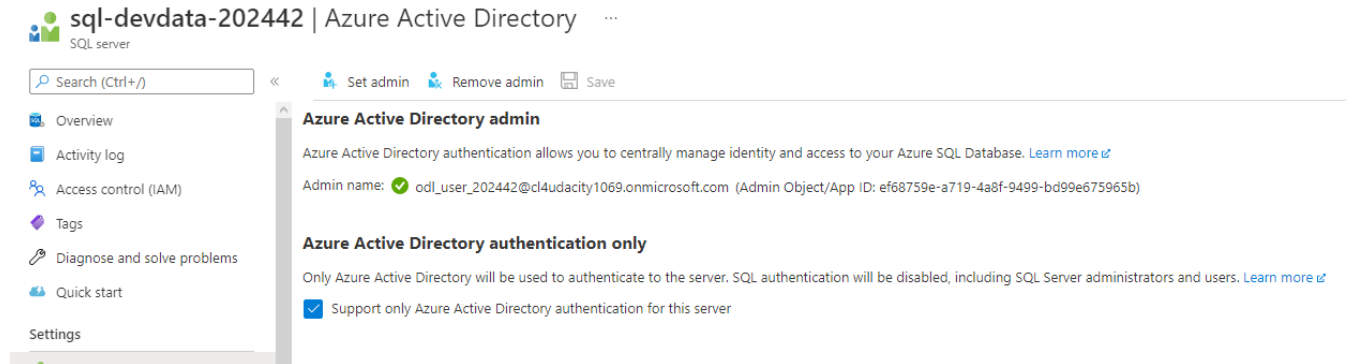 sql-devdata-202442 | Azure Active Directory ...
SQL server
Search (Ctrl+/)
«
Set admin
Remove admin
Save
Overview
Activity log
Access control (IAM)
Tags
Diagnose and solve problems
Quick start
Settings
Azure Active Directory admin
Azure Active Directory authentication allows you to centrally manage identity and access to your Azure SQL Database. Learn more
Admin name: odl_user_202442@cl4udacity1069.onmicrosoft.com (Admin Object/App ID: ef68759e-a719-4a8f-9499-bd99e675965b)
Azure Active Directory authentication only
Only Azure Active Directory will be used to authenticate to the server. SQL authentication will be disabled, including SQL Server administrators and users. Learn more
Support only Azure Active Directory authentication for this server